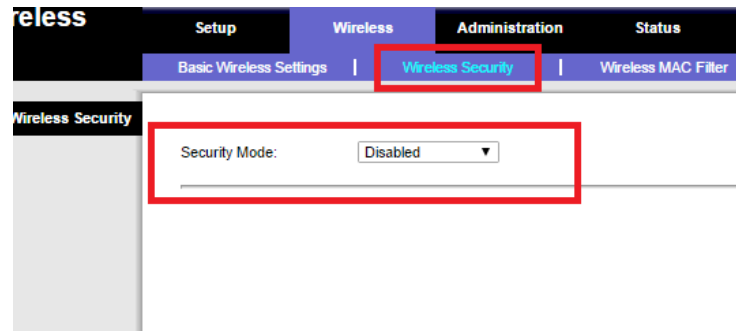 reless
Setup Wireless Administration Status
Basic Wireless Settings | Wireless Security | Wireless MAC Filter
Wireless Security
Security Mode: Disabled